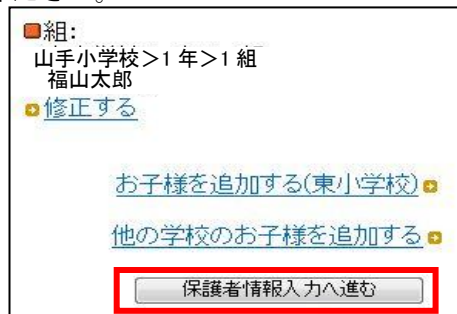 ■組:
山手小学校>1年>1組
福山太郎
修正する
お子様を追加する(東小学校)
他の学校のお子様を追加する
保護者情報入力へ進む